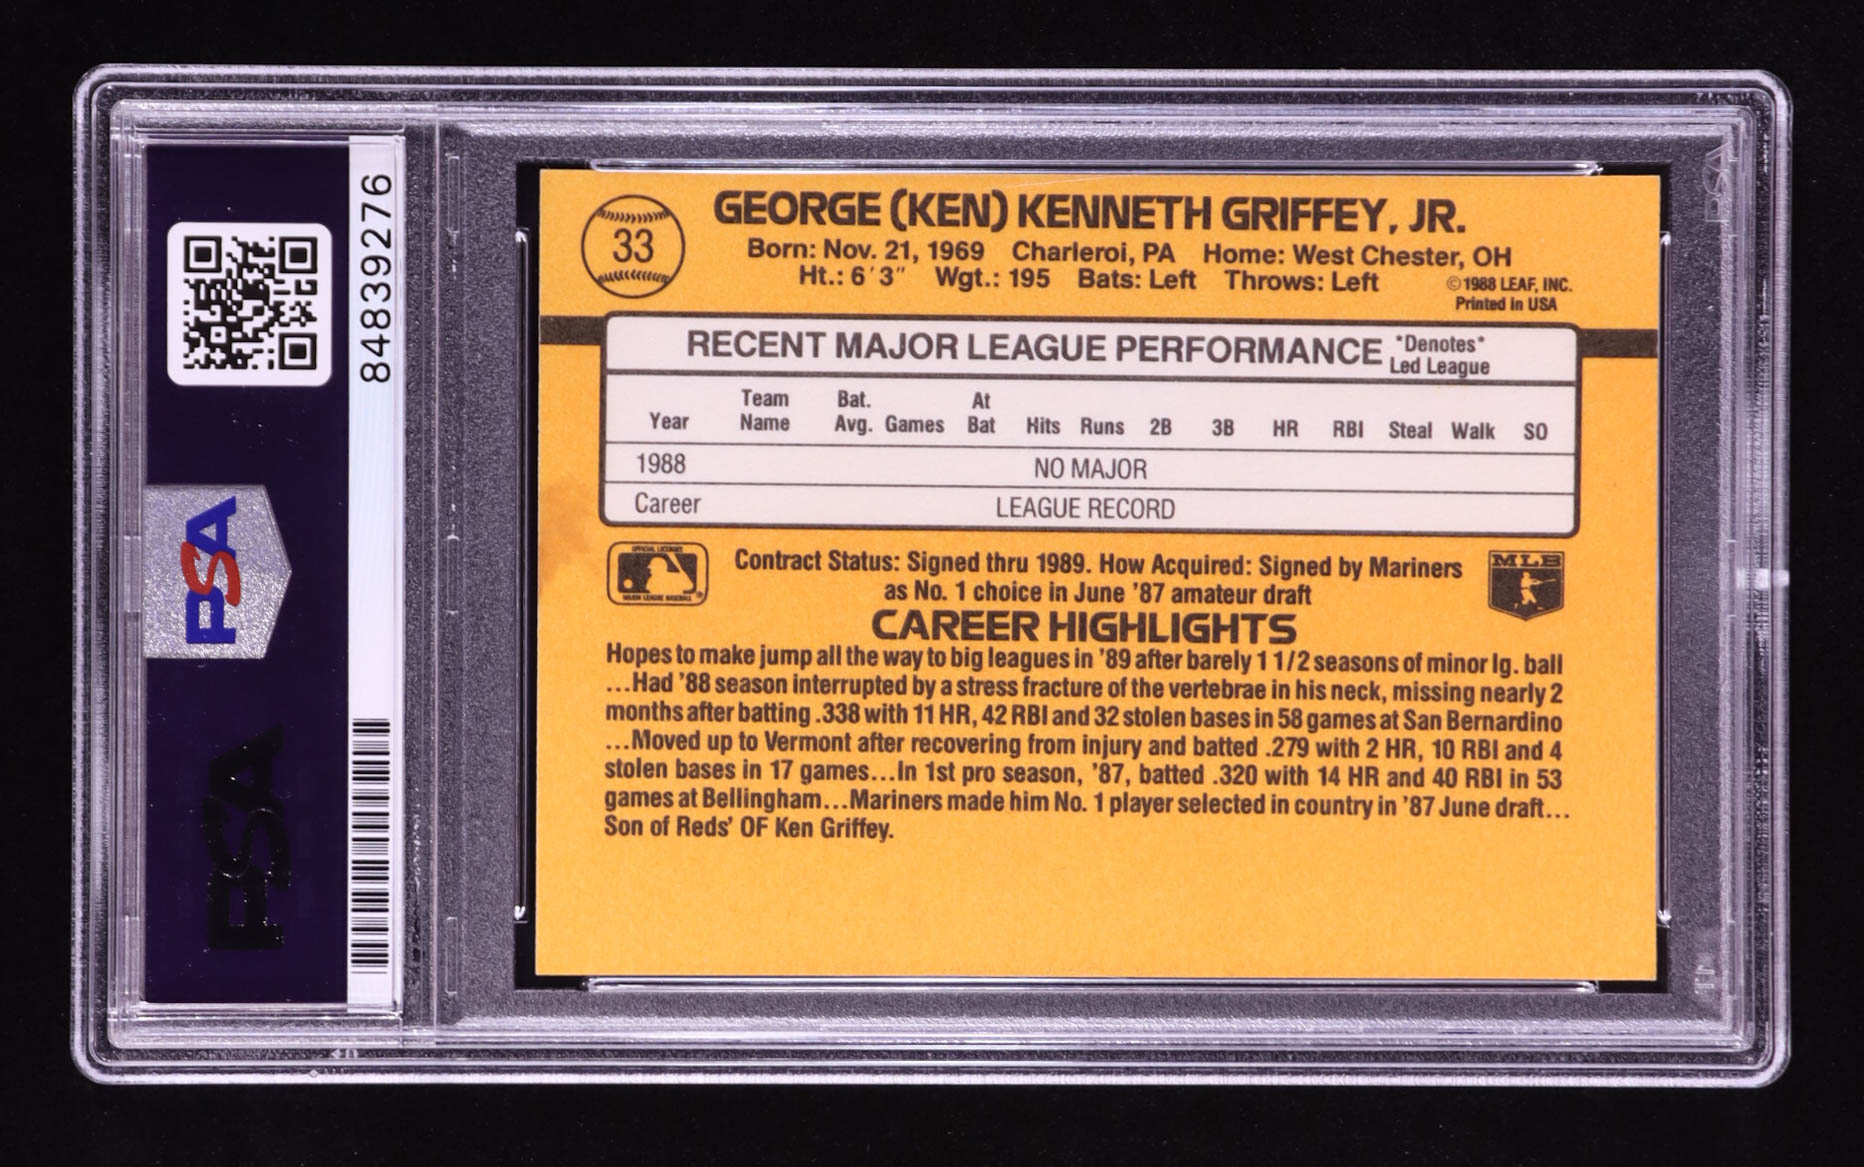 84839276
PSA
PSA
33
GEORGE (KEN) KENNETH GRIFFEY, JR.
Born: Nov. 21, 1969 Charleroi, PA Home: West Chester, OH
Ht.: 6'3" Wgt.: 195 Bats: Left Throws: Left
©1988 LEAF, INC.
Printed in USA
RECENT MAJOR LEAGUE PERFORMANCE
*Denotes*
Led League
Year Team Name Bat. Avg. Games At Bat Hits Runs 2B 3B HR RBI Steal Walk SO
1988 NO MAJOR
Career LEAGUE RECORD
OFFICIAL LICENSEE
MAJOR LEAGUE BASEBALL
®
Contract Status: Signed thru 1989. How Acquired: Signed by Mariners
as No. 1 choice in June '87 amateur draft
MLB
CAREER HIGHLIGHTS
Hopes to make jump all the way to big leagues in '89 after barely 1 1/2 seasons of minor lg. ball
...Had '88 season interrupted by a stress fracture of the vertebrae in his neck, missing nearly 2
months after batting .338 with 11 HR, 42 RBI and 32 stolen bases in 58 games at San Bernardino
...Moved up to Vermont after recovering from injury and batted .279 with 2 HR, 10 RBI and 4
stolen bases in 17 games...In 1st pro season, '87, batted .320 with 14 HR and 40 RBI in 53
games at Bellingham...Mariners made him No. 1 player selected in country in '87 June draft...
Son of Reds' OF Ken Griffey.
PSA